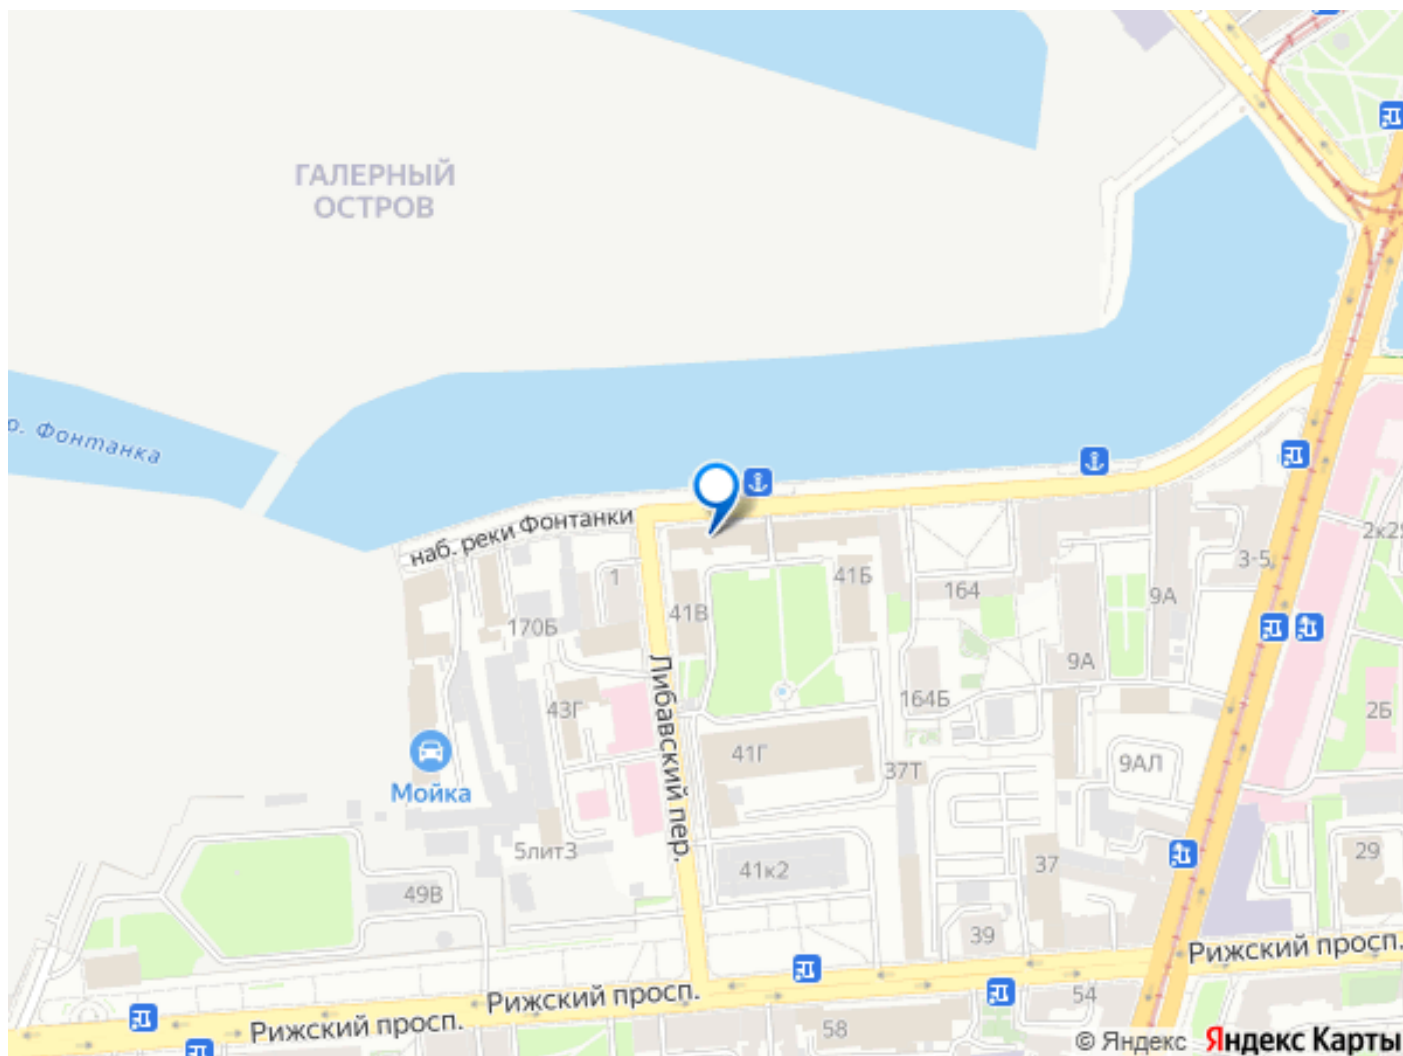 ГАЛЕРНЫЙ
ОСТРОВ
р. Фонтанка
наб. реки Фонтанки
1
41В
41Б
164
3-5
9А
170Б
9А
164Б
43Г
2Б
41Г
37Т
9АЛ
Мойка
Либавский пер.
5лит3
41к2
37
29
49В
39
Рижский просп.
Рижский просп.
Рижский просп.
54
58
© Яндекс Яндекс Карты